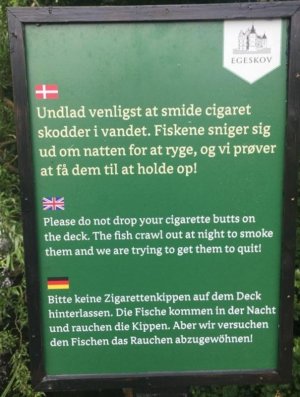 EGESKOV
Undlad venligst at smide cigaret
skodder i vandet. Fiskene sniger sig
ud om natten for at ryge, og vi prøver
at få dem til at holde op!
Please do not drop your cigarette butts on
the deck. The fish crawl out at night to smoke
them and we are trying to get them to quit!
Bitte keine Zigarettenkippen auf dem Deck
hinterlassen. Die Fische kommen in der Nacht
und rauchen die Kippen. Aber wir versuchen
den Fischen das Rauchen abzugewöhnen!